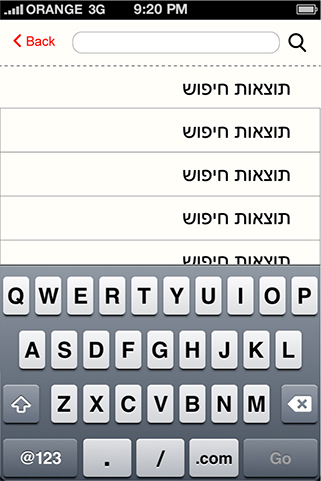 ORANGE 3G 9:20 PM
Back
תוצאות חיפוש
תוצאות חיפוש
תוצאות חיפוש
תוצאות חיפוש
תוצאות חיפוש
Q W E R T Y U I O P
A S D F G H J K L
Z X C V B N M
@123 . / .com Go